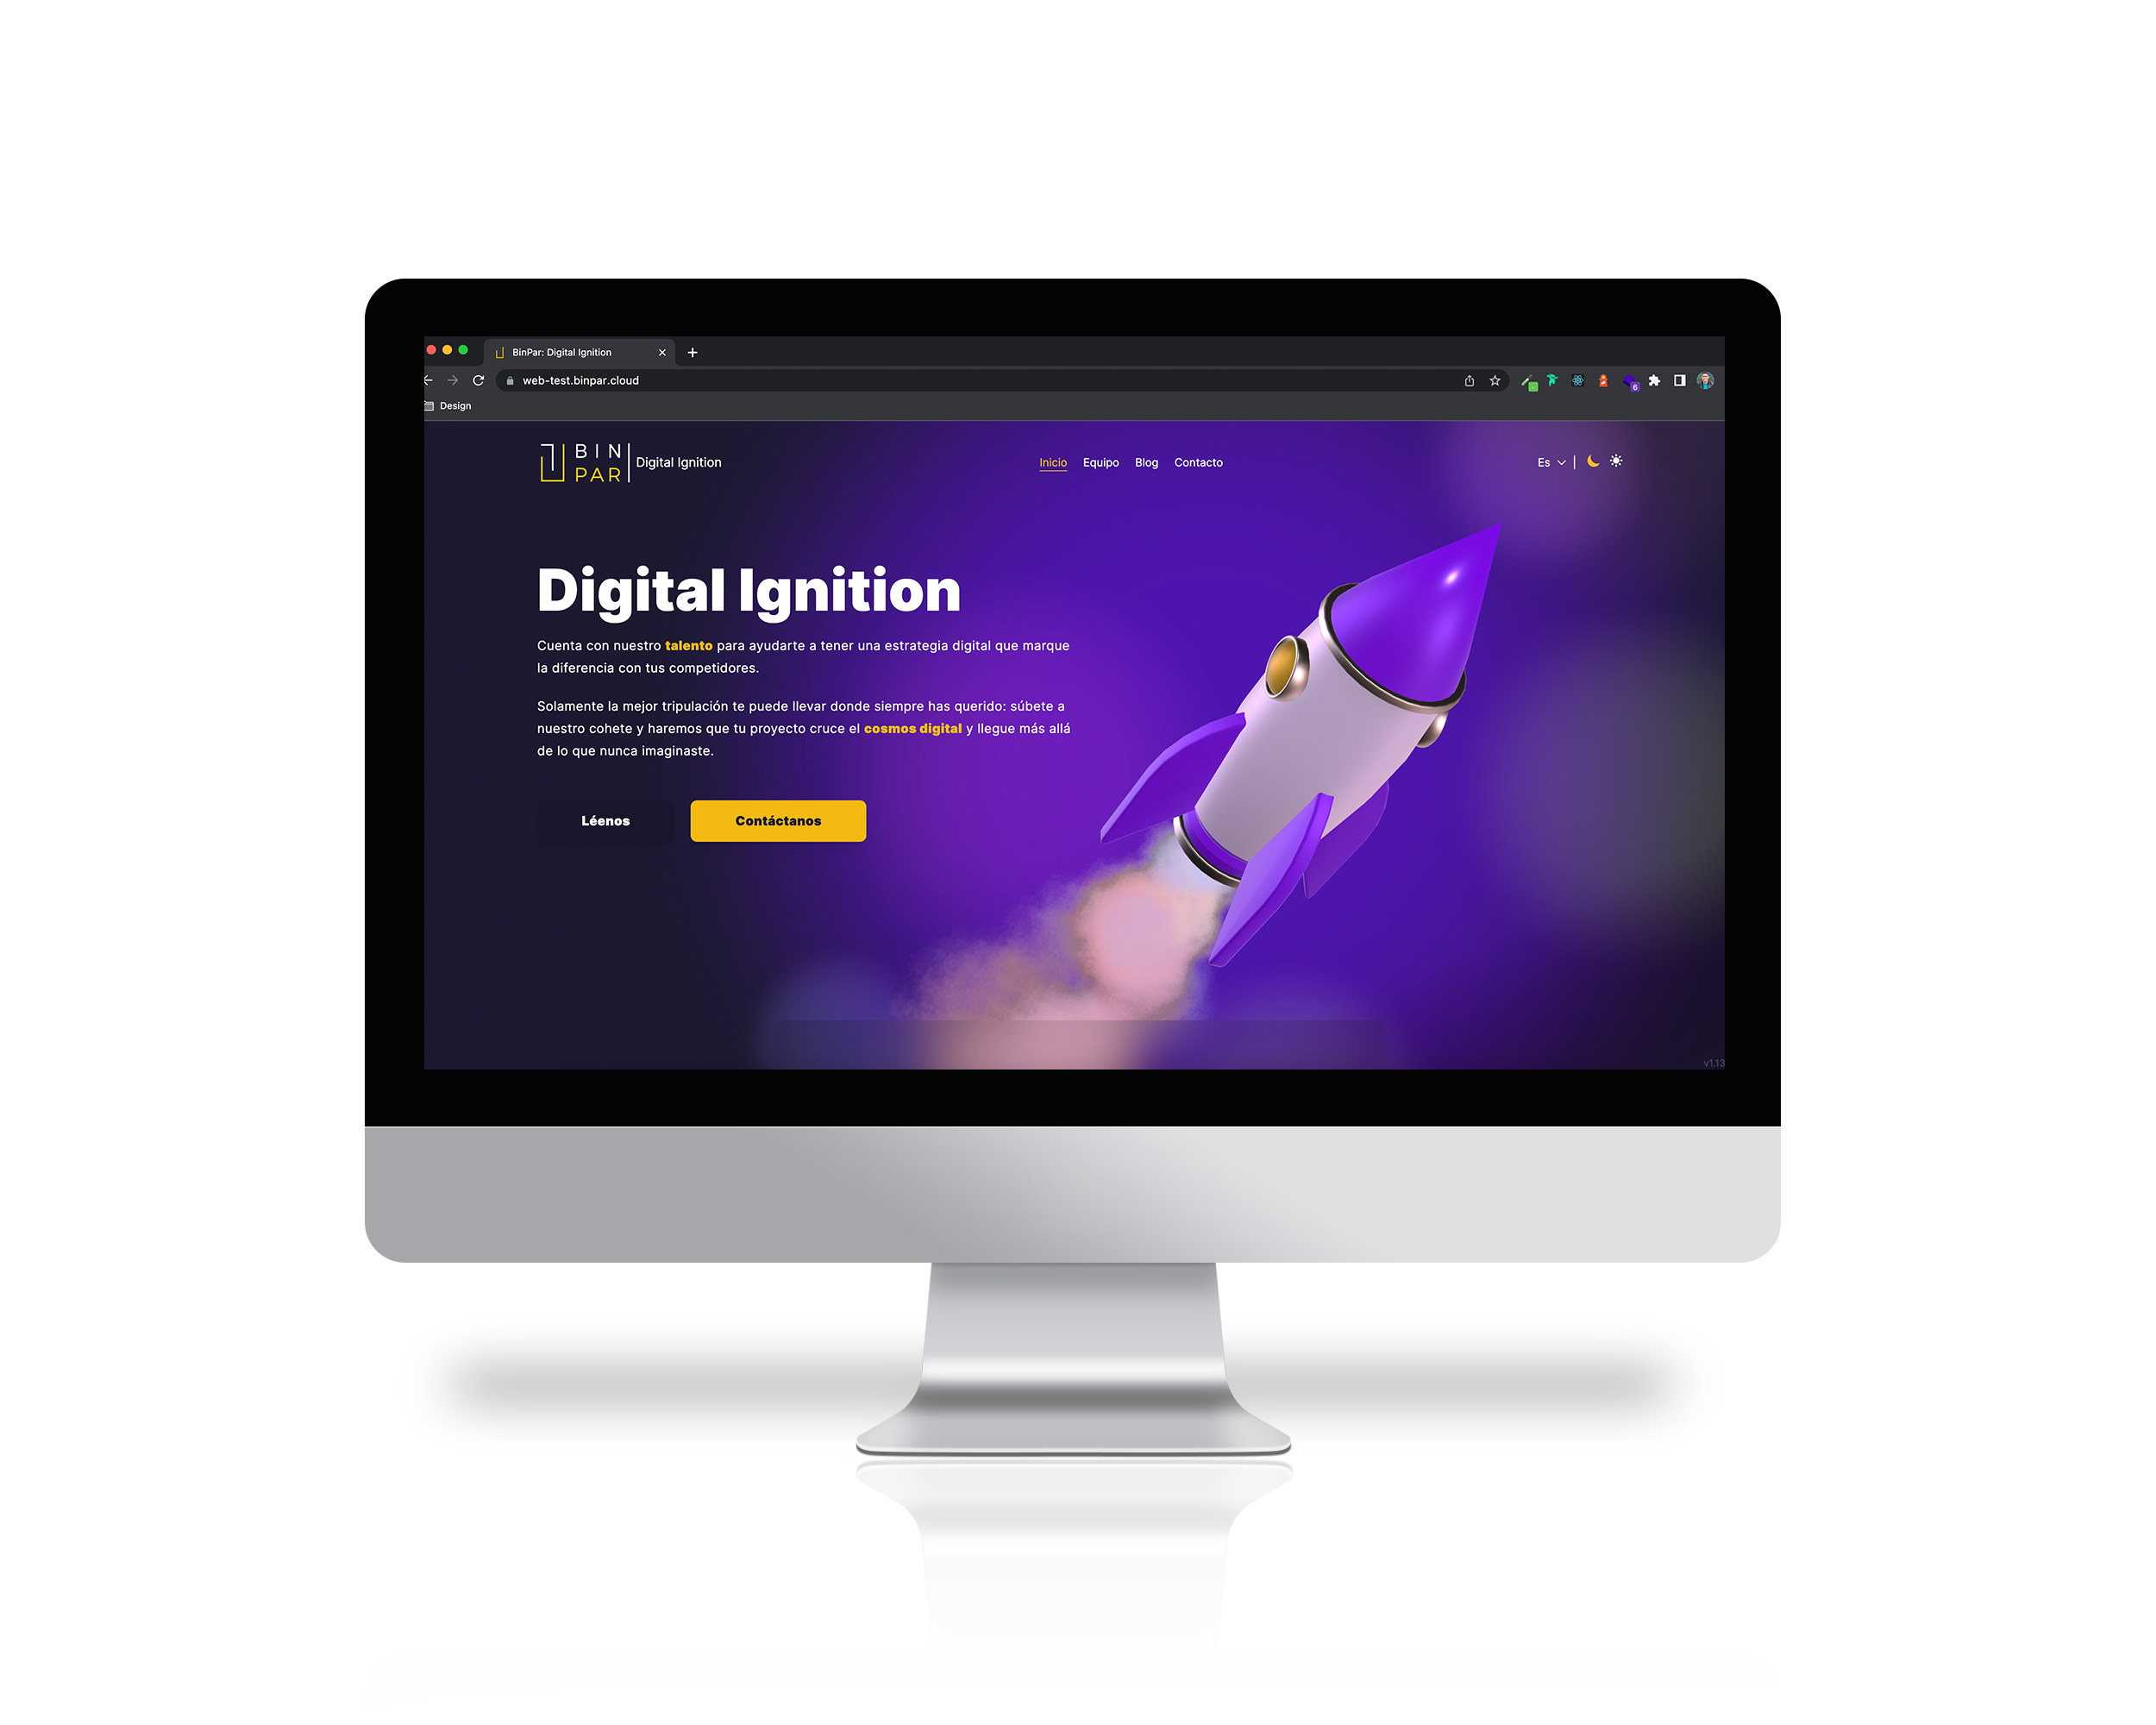 BinPar: Digital Ignition
web-test.binpar.cloud
6
Design
BIN
PAR
Digital Ignition
Inicio Equipo Blog Contacto
Es
Digital Ignition
Cuenta con nuestro talento para ayudarte a tener una estrategia digital que marque
la diferencia con tus competidores.
Solamente la mejor tripulación te puede llevar donde siempre has querido: súbete a
nuestro cohete y haremos que tu proyecto cruce el cosmos digital y llegue más allá
de lo que nunca imaginaste.
Léenos Contáctanos
v1.13